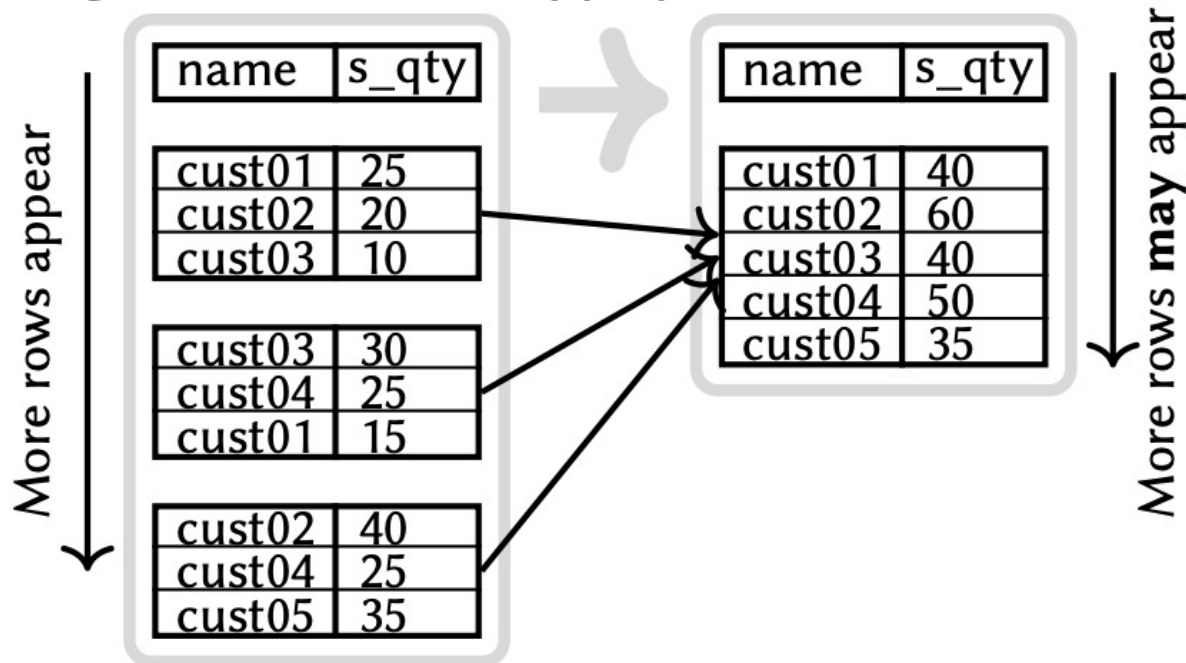 More rows appear
name s_qty
cust01 25
cust02 20
cust03 10
cust03 30
cust04 25
cust01 15
cust02 40
cust04 25
cust05 35
name s_qty
cust01 40
cust02 60
cust03 40
cust04 50
cust05 35
More rows may appear